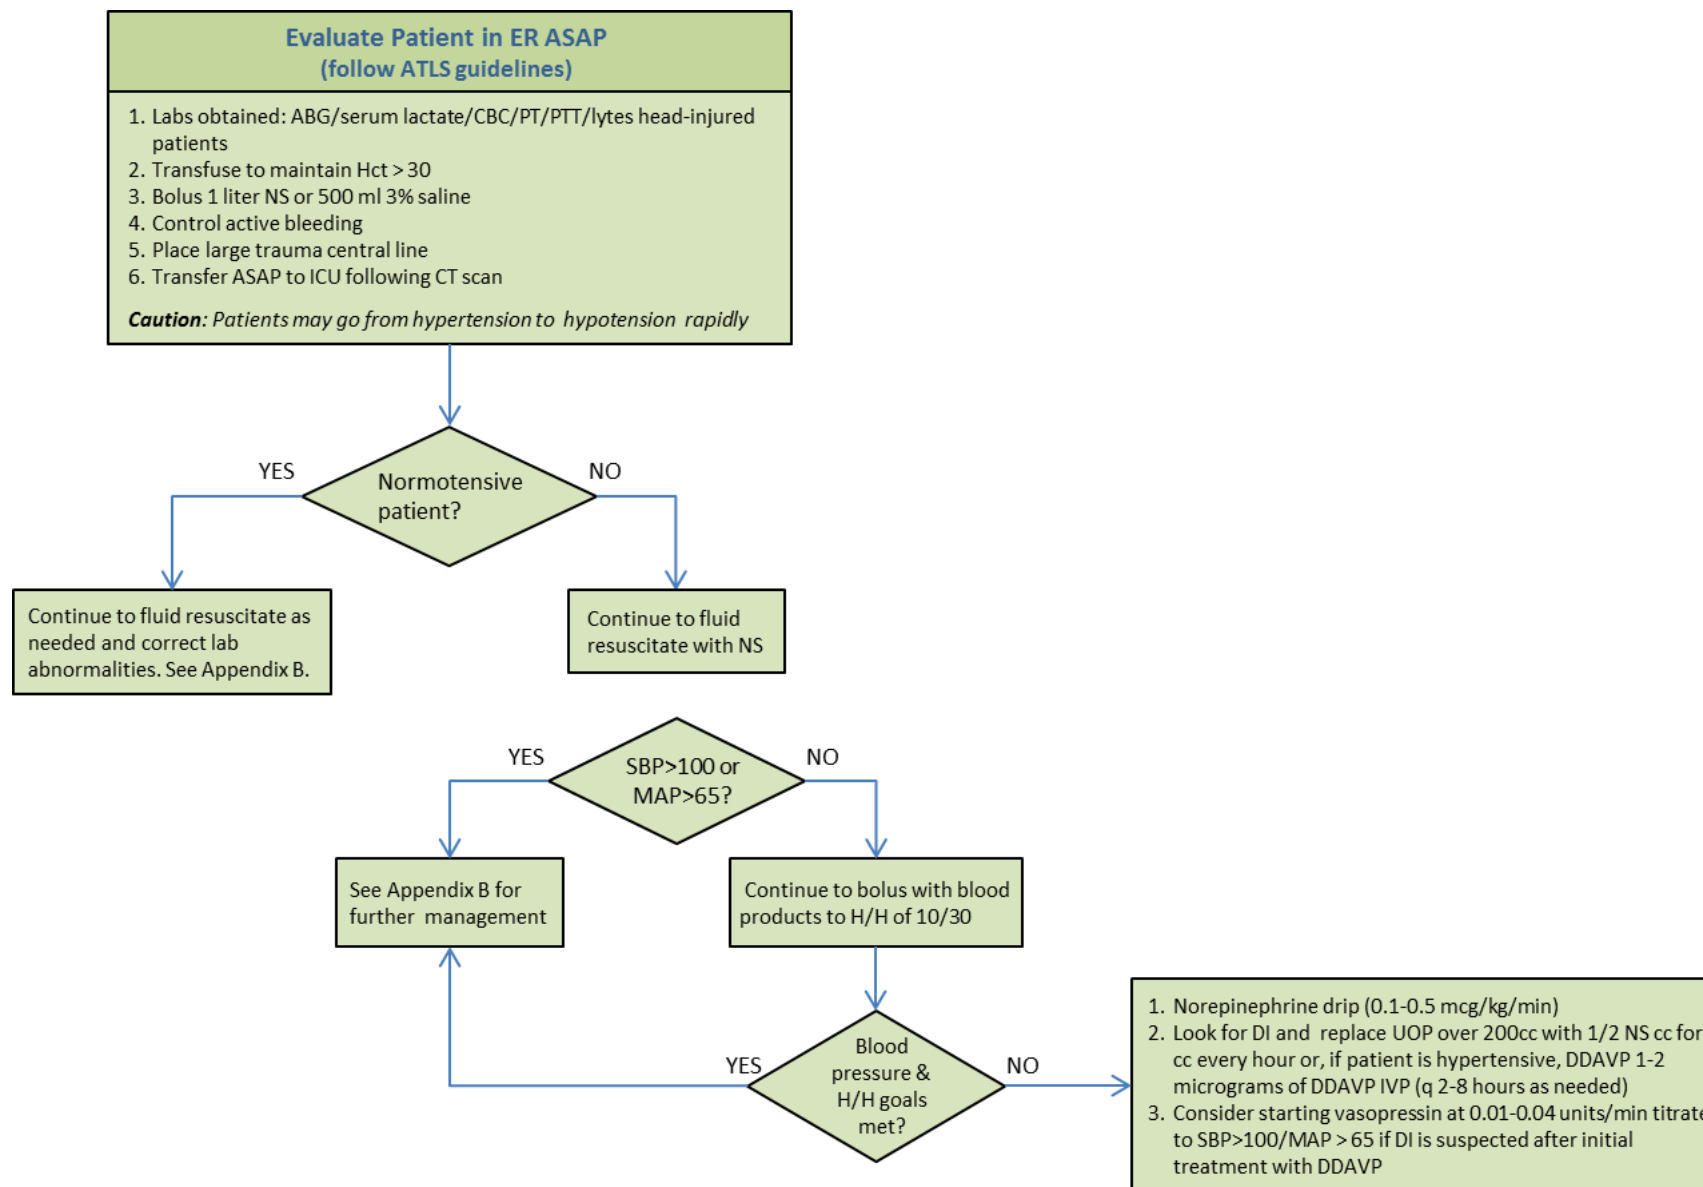 Evaluate Patient in ER ASAP
(follow ATLS guidelines)
1. Labs obtained: ABG/serum lactate/CBC/PT/PTT/lytes head-injured
patients
2. Transfuse to maintain Hct > 30
3. Bolus 1 liter NS or 500 ml 3% saline
4. Control active bleeding
5. Place large trauma central line
6. Transfer ASAP to ICU following CT scan
Caution: Patients may go from hypertension to hypotension rapidly
YES
NO
Normotensive
patient?
Continue to fluid resuscitate as
needed and correct lab
abnormalities. See Appendix B.
Continue to fluid
resuscitate with NS
YES
NO
SBP>100 or
MAP>65?
See Appendix B for
further management
Continue to bolus with blood
products to H/H of 10/30
YES
NO
Blood
pressure &
H/H goals
met?
1. Norepinephrine drip (0.1-0.5 mcg/kg/min)
2. Look for DI and replace UOP over 200cc with 1/2 NS cc for
cc every hour or, if patient is hypertensive, DDAVP 1-2
micrograms of DDAVP IVP (q 2-8 hours as needed)
3. Consider starting vasopressin at 0.01-0.04 units/min titrate
to SBP>100/MAP > 65 if DI is suspected after initial
treatment with DDAVP